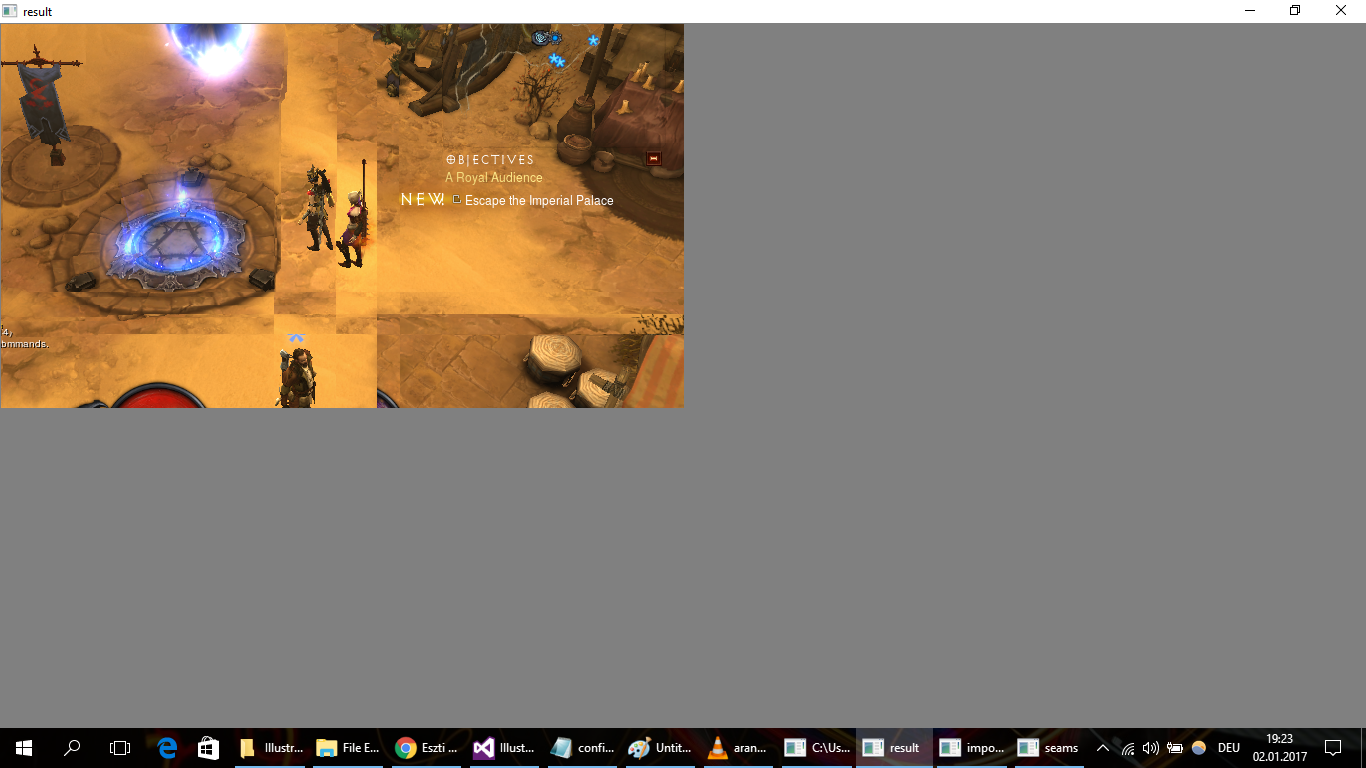 result
OBJECTIVES
A Royal Audience
NEW! Escape the Imperial Palace
4,
ommands.
Illustr...
File E...
Eszti ...
Illust...
confi...
Untit...
aran...
C:\Us...
result
impo...
seams
DEU
19:23
02.01.2017